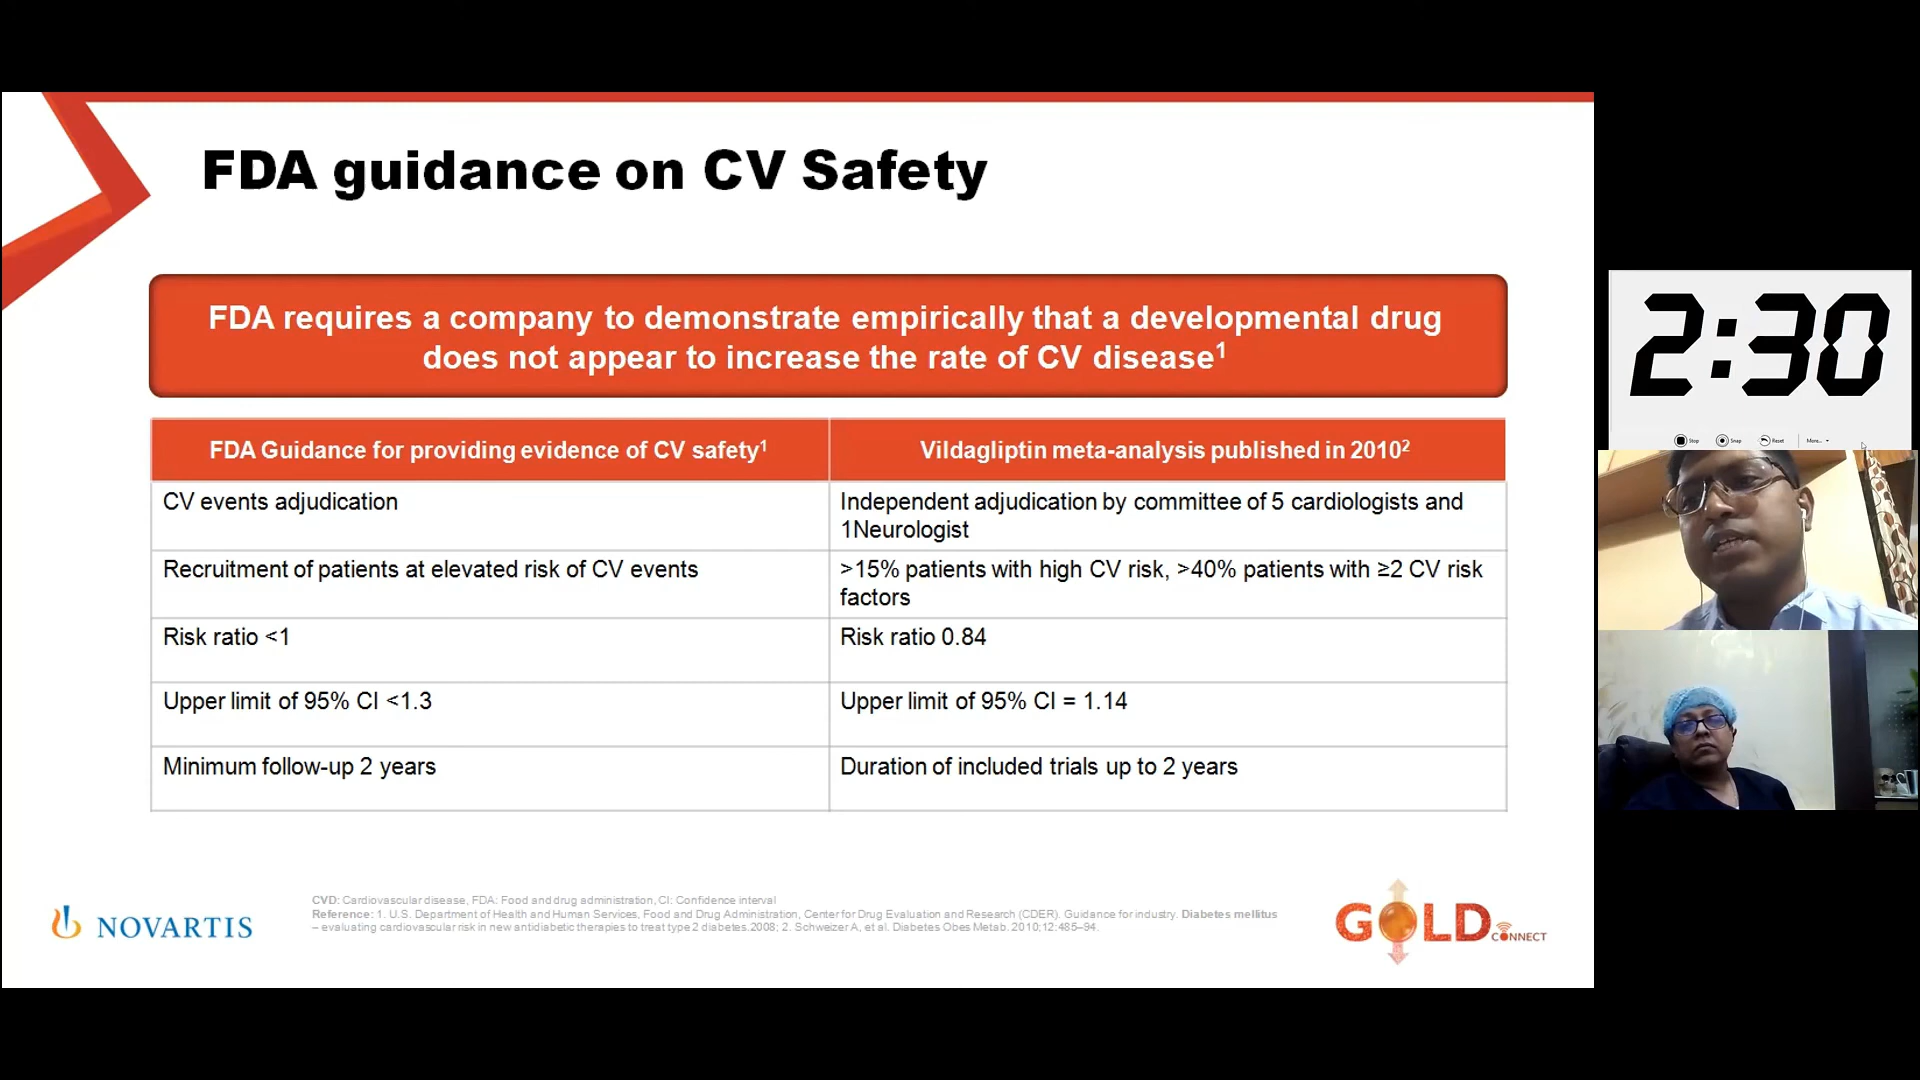 FDA guidance on CV Safety
FDA requires a company to demonstrate empirically that a developmental drug
does not appear to increase the rate of CV disease1
FDA Guidance for providing evidence of CV safety1
Vildagliptin meta-analysis published in 20102
CV events adjudication
Independent adjudication by committee of 5 cardiologists and
1Neurologist
Recruitment of patients at elevated risk of CV events
>15% patients with high CV risk, >40% patients with ≥2 CV risk
factors
Risk ratio <1
Risk ratio 0.84
Upper limit of 95% CI <1.3
Upper limit of 95% CI = 1.14
Minimum follow-up 2 years
Duration of included trials up to 2 years
NOVARTIS
CVD: Cardiovascular disease, FDA: Food and drug administration, CI: Confidence interval
Reference: 1. U.S. Department of Health and Human Services, Food and Drug Administration, Center for Drug Evaluation and Research (CDER). Guidance for industry. Diabetes mellitus
– evaluating cardiovascular risk in new antidiabetic therapies to treat type 2 diabetes.2008; 2. Schweizer A, et al. Diabetes Obes Metab. 2010;12:485–94.
GOLD
CONNECT
2:30
Stop
Snap
Reset
More...